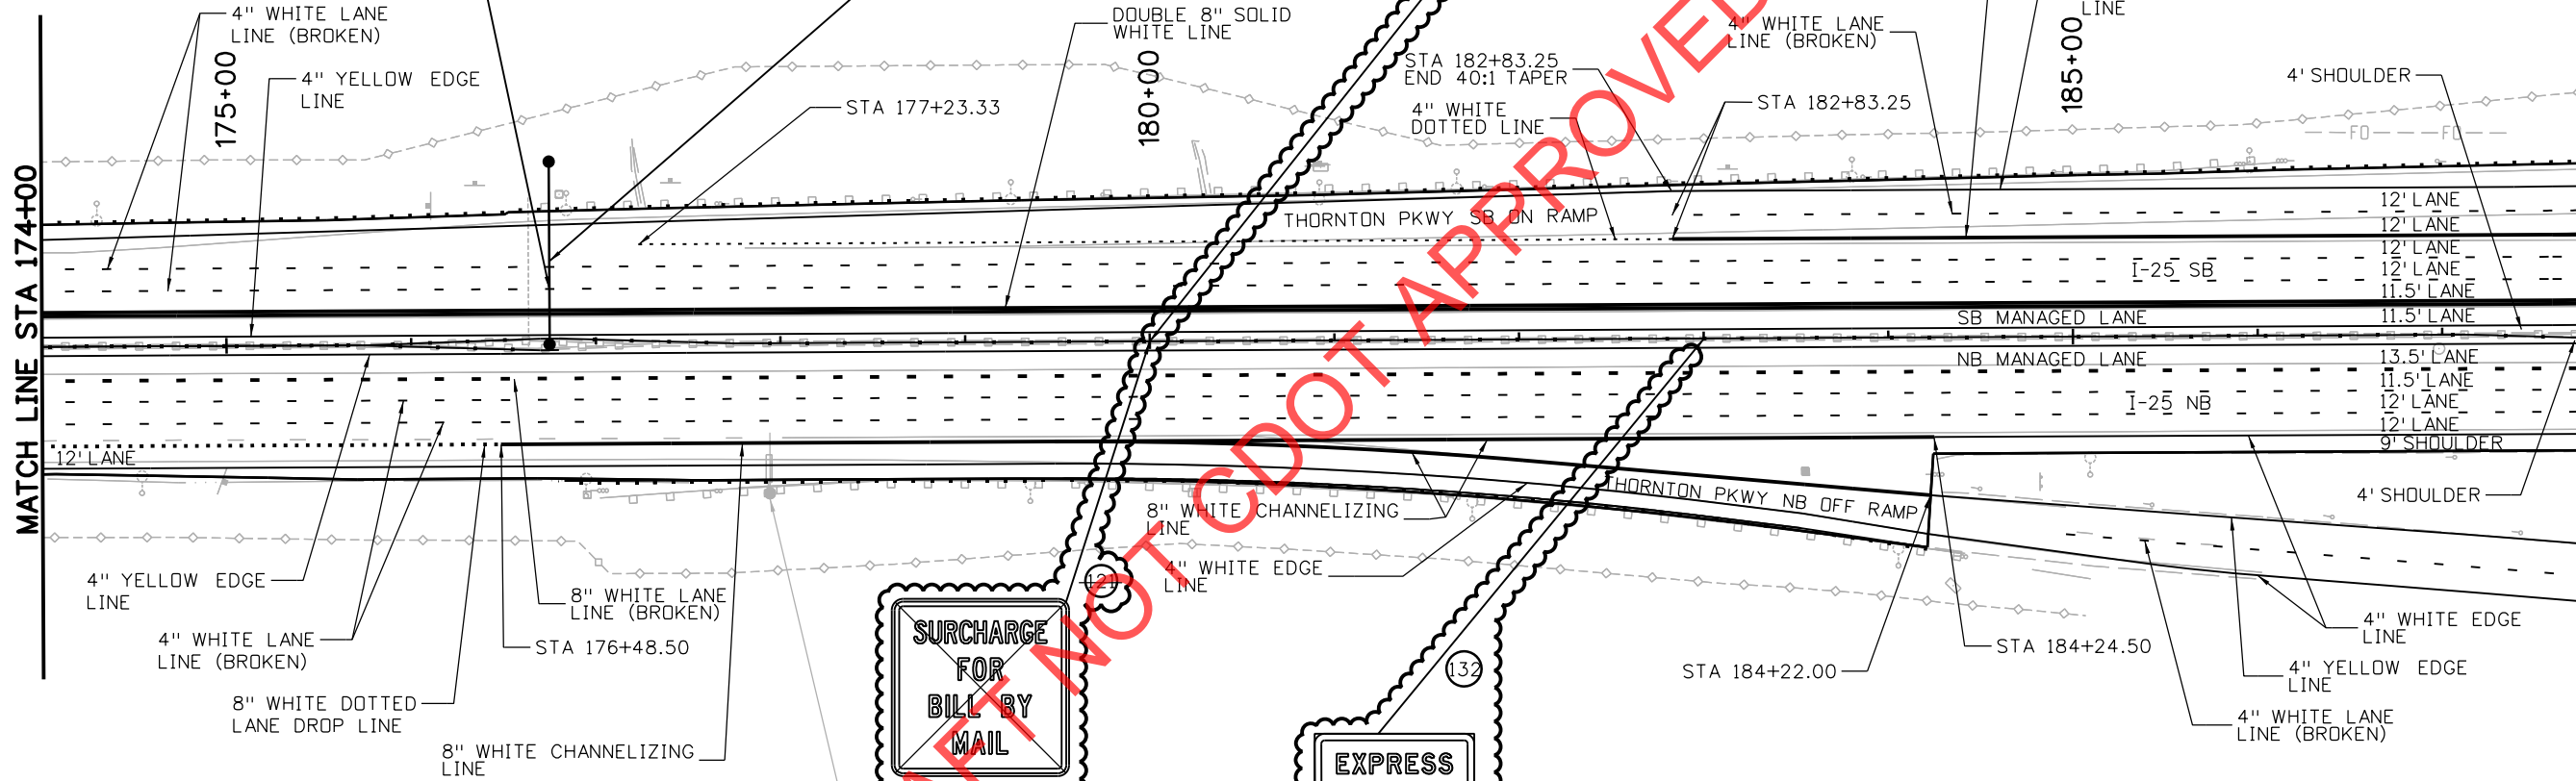 4" WHITE LANE
LINE (BROKEN)
175+00
4" YELLOW EDGE
LINE
STA 177+23.33
DOUBLE 8" SOLID
WHITE LINE
180+00
STA 182+83.25
END 40:1 TAPER
4" WHITE
DOTTED LINE
4" WHITE LANE
LINE (BROKEN)
STA 182+83.25
185+00
LINE
4' SHOULDER
FO
FO
MATCH LINE STA 174+00
THORNTON PKWY SB ON RAMP
12' LANE
12' LANE
12' LANE
I-25 SB
12' LANE
11.5' LANE
SB MANAGED LANE
11.5' LANE
NB MANAGED LANE
13.5' LANE
11.5' LANE
I-25 NB
12' LANE
12' LANE
9' SHOULDER
12' LANE
THORNTON PKWY NB OFF RAMP
4' SHOULDER
8" WHITE CHANNELIZING
LINE
4" WHITE EDGE
LINE
4" YELLOW EDGE
LINE
8" WHITE LANE
LINE (BROKEN)
4" WHITE LANE
LINE (BROKEN)
STA 176+48.50
8" WHITE DOTTED
LANE DROP LINE
8" WHITE CHANNELIZING
LINE
121
SURCHARGE
FOR
BILL BY
MAIL
132
EXPRESS
STA 184+22.00
STA 184+24.50
4" WHITE EDGE
LINE
4" YELLOW EDGE
LINE
4" WHITE LANE
LINE (BROKEN)
AFT NOT CDOT APPROVED